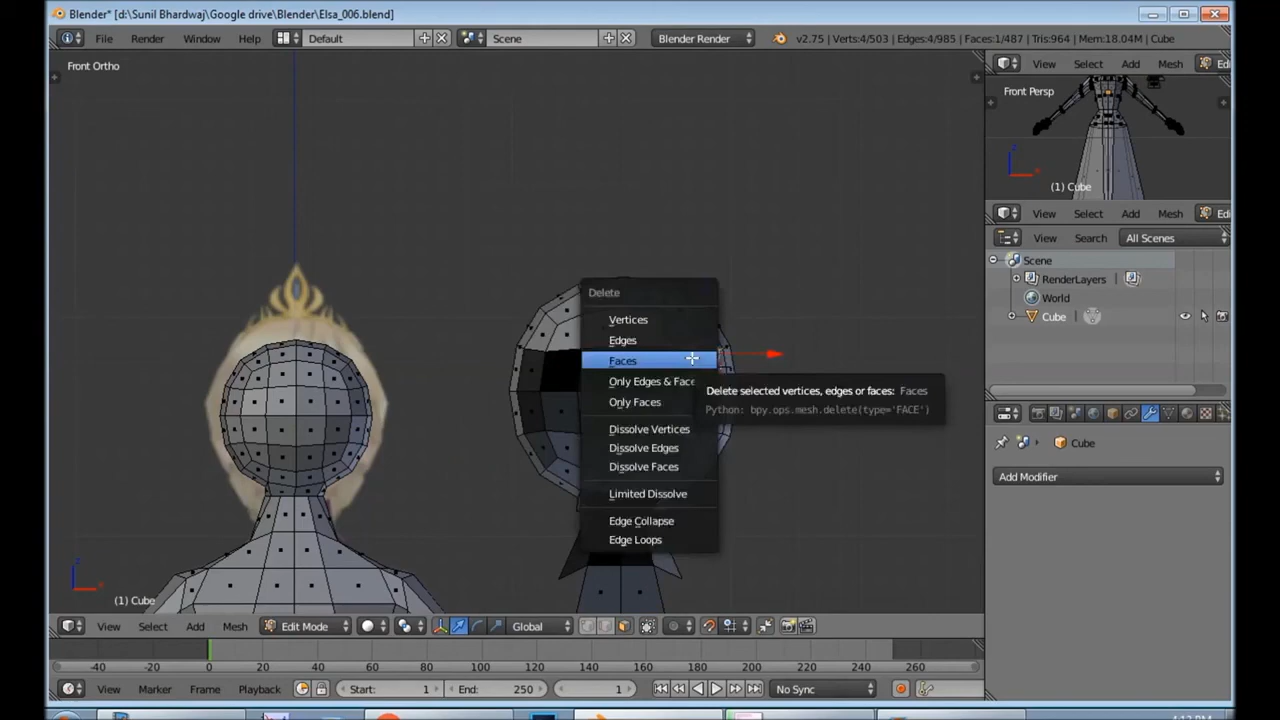 Blender* [d:\Sunil Bhardwaj\Google drive\Blender\Elsa_006.blend]
File Render Window Help Default Scene Blender Render v2.75 | Verts:4/503 | Edges:4/985 | Faces:1/487 | Tris:964 | Mem:18.04M | Cube
Front Ortho
View Select Add Mesh
Front Persp
(1) Cube
View Select Add Mesh
View Search All Scenes
Scene
RenderLayers
World
Cube
Cube
Add Modifier
Delete
Vertices
Edges
Faces
Only Edges & Face
Only Faces
Dissolve Vertices
Dissolve Edges
Dissolve Faces
Limited Dissolve
Edge Collapse
Edge Loops
Delete selected vertices, edges or faces: Faces
Python: bpy.ops.mesh.delete(type='FACE')
z
x
(1) Cube
View Select Add Mesh Edit Mode Global
-40 -20 0 20 40 60 80 100 120 140 160 180 200 220 240 260
View Marker Frame Playback Start: 1 End: 250 1 No Sync